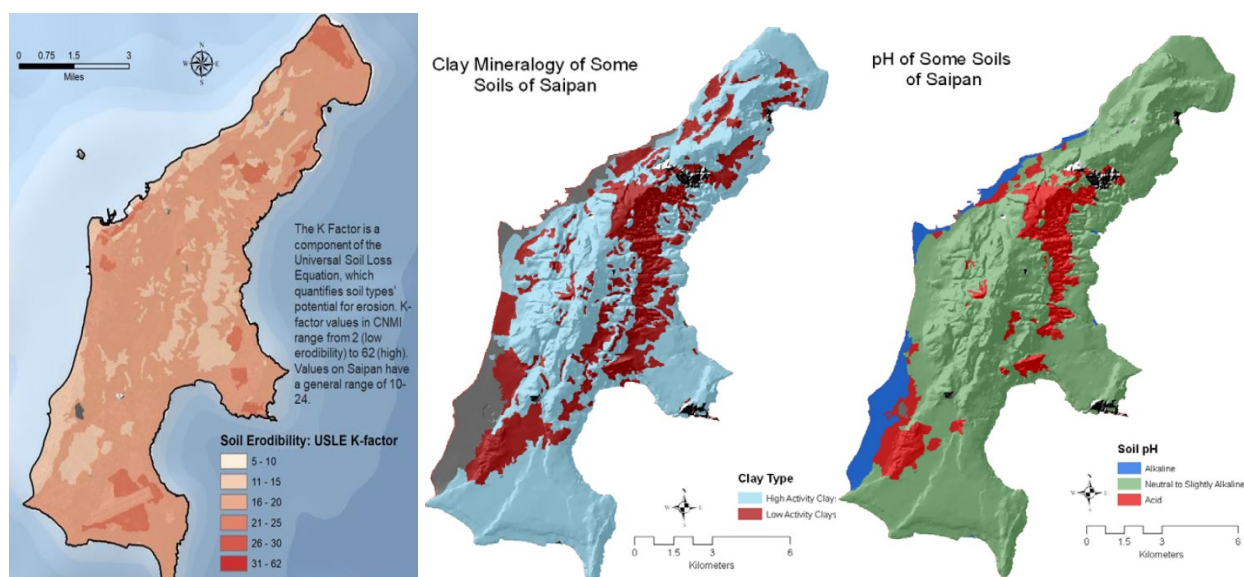 0 0.75 1.5 3
Miles
N
W E
S
The K Factor is a
component of the
Universal Soil Loss
Equation, which
quantifies soil types'
potential for erosion. K-
factor values in CNMI
range from 2 (low
erodibility) to 62 (high).
Values on Saipan have
a general range of 10-
24.
Soil Erodibility: USLE K-factor
5 - 10
11 - 15
16 - 20
21 - 25
26 - 30
31 - 62
Clay Mineralogy of Some
Soils of Saipan
Clay Type
High Activity Clays
Low Activity Clays
N
W E
S
0 1.5 3 6
Kilometers
pH of Some Soils
of Saipan
Soil pH
Alkaline
Neutral to Slightly Alkaline
Acid
N
W E
S
0 1.5 3 6
Kilometers